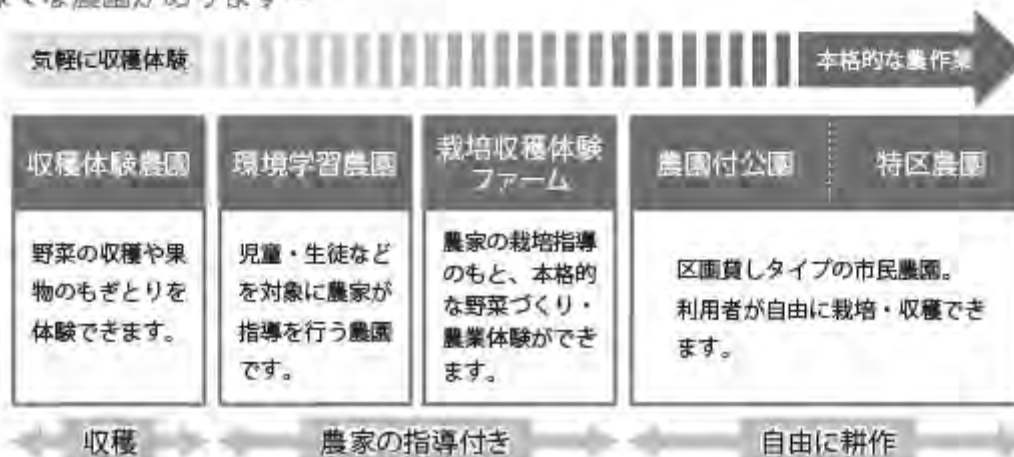 な農園があります
気軽に収穫体験
本格的な農作業
収穫体験農園
野菜の収穫や果
物のもぎとりを
体験できます。
環境学習農園
児童・生徒など
を対象に農家が
指導を行う農園
です。
栽培収穫体験
ファーム
農家の栽培指導
のもと、本格的
な野菜づくり・
農業体験ができ
ます。
農園付公園
特区農園
区画貸しタイプの市民農園。
利用者が自由に栽培・収穫でき
ます。
収穫
農家の指導付き
自由に耕作